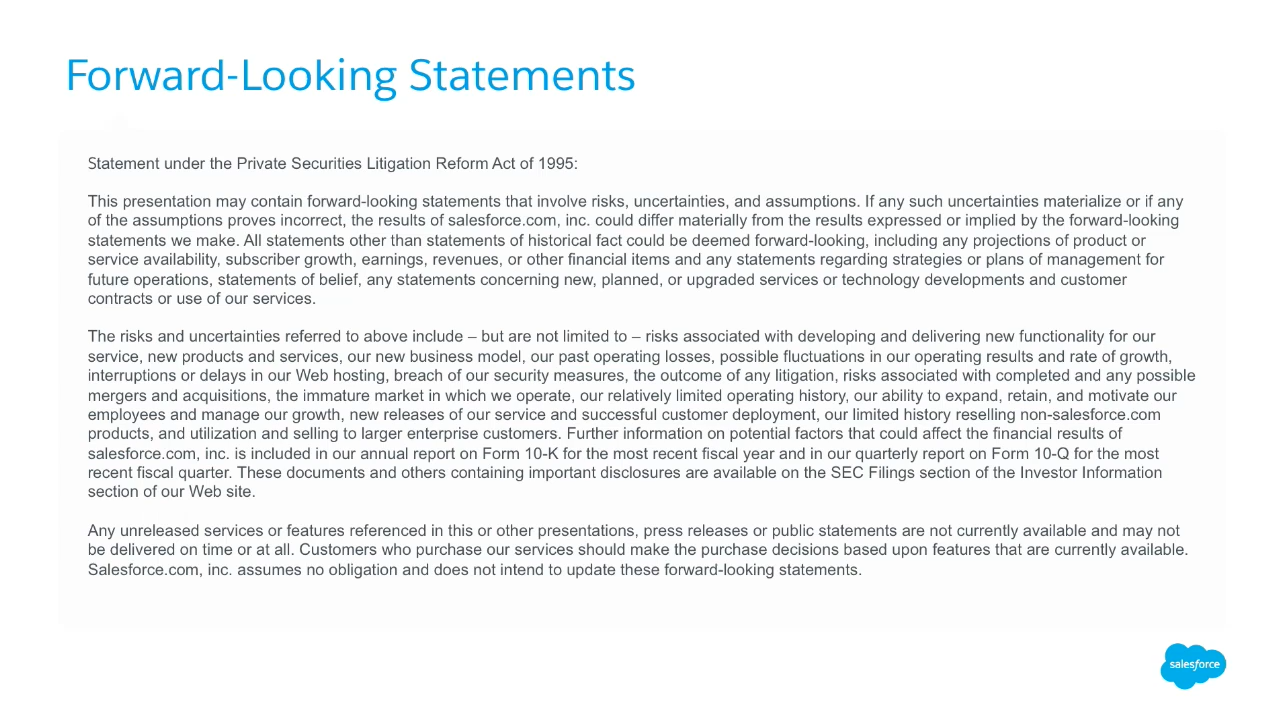 Forward-Looking Statements
Statement under the Private Securities Litigation Reform Act of 1995:
This presentation may contain forward-looking statements that involve risks, uncertainties, and assumptions. If any such uncertainties materialize or if any
of the assumptions proves incorrect, the results of salesforce.com, inc. could differ materially from the results expressed or implied by the forward-looking
statements we make. All statements other than statements of historical fact could be deemed forward-looking, including any projections of product or
service availability, subscriber growth, earnings, revenues, or other financial items and any statements regarding strategies or plans of management for
future operations, statements of belief, any statements concerning new, planned, or upgraded services or technology developments and customer
contracts or use of our services.
The risks and uncertainties referred to above include – but are not limited to – risks associated with developing and delivering new functionality for our
service, new products and services, our new business model, our past operating losses, possible fluctuations in our operating results and rate of growth,
interruptions or delays in our Web hosting, breach of our security measures, the outcome of any litigation, risks associated with completed and any possible
mergers and acquisitions, the immature market in which we operate, our relatively limited operating history, our ability to expand, retain, and motivate our
employees and manage our growth, new releases of our service and successful customer deployment, our limited history reselling non-salesforce.com
products, and utilization and selling to larger enterprise customers. Further information on potential factors that could affect the financial results of
salesforce.com, inc. is included in our annual report on Form 10-K for the most recent fiscal year and in our quarterly report on Form 10-Q for the most
recent fiscal quarter. These documents and others containing important disclosures are available on the SEC Filings section of the Investor Information
section of our Web site.
Any unreleased services or features referenced in this or other presentations, press releases or public statements are not currently available and may not
be delivered on time or at all. Customers who purchase our services should make the purchase decisions based upon features that are currently available.
Salesforce.com, inc. assumes no obligation and does not intend to update these forward-looking statements.
salesforce